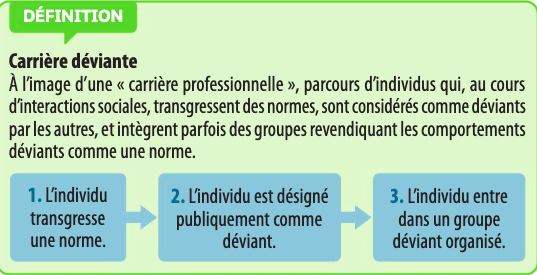 DÉFINITION
Carrière déviante
À l’image d’une « carrière professionnelle », parcours d’individus qui, au cours
d’interactions sociales, transgressent des normes, sont considérés comme déviants
par les autres, et intègrent parfois des groupes revendiquant les comportements
déviants comme une norme.
1. L’individu
transgresse
une norme.
2. L’individu est désigné
publiquement comme
déviant.
3. L’individu entre
dans un groupe
déviant organisé.